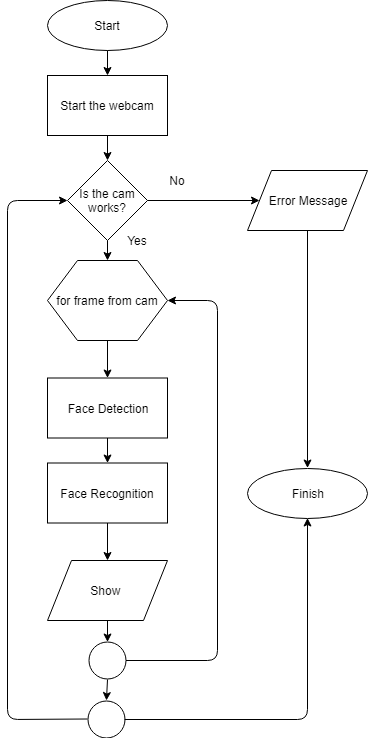 Start
Start the webcam
Is the cam
works?
No
Error Message
Yes
for frame from cam
Face Detection
Face Recognition
Finish
Show